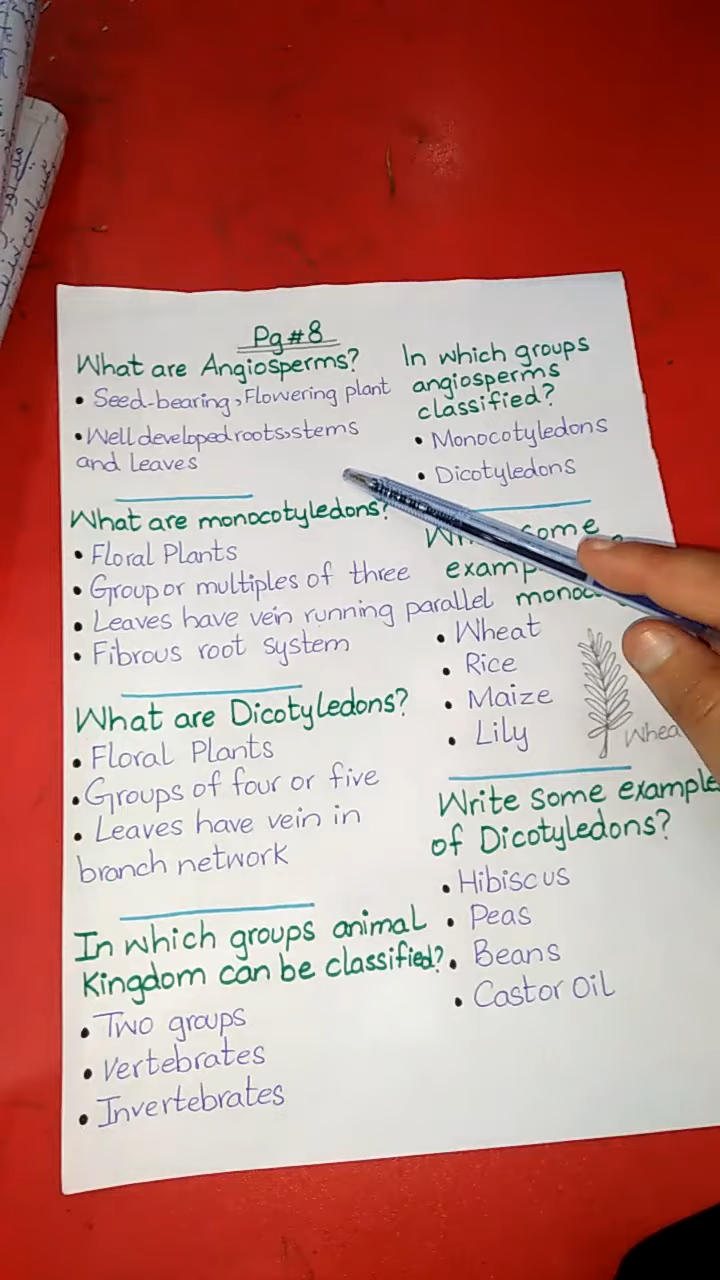 Pg#8
What are Angiosperms?
• Seed-bearing, Flowering plant
• Well developed roots, stems
and leaves
What are monocotyledons?
• Floral Plants
• Group or multiples of three
• Leaves have vein running parallel
• Fibrous root system
What are Dicotyledons?
• Floral Plants
• Groups of four or five
• Leaves have vein in
branch network
In which groups animal
Kingdom can be classified?
• Two groups
• Vertebrates
• Invertebrates
In which groups
angiosperms
classified?
• Monocotyledons
• Dicotyledons
some
• Wheat
• Rice
• Maize
• Lily
Write some example
of Dicotyledons?
• Hibiscus
• Peas
• Beans
• Castor Oil